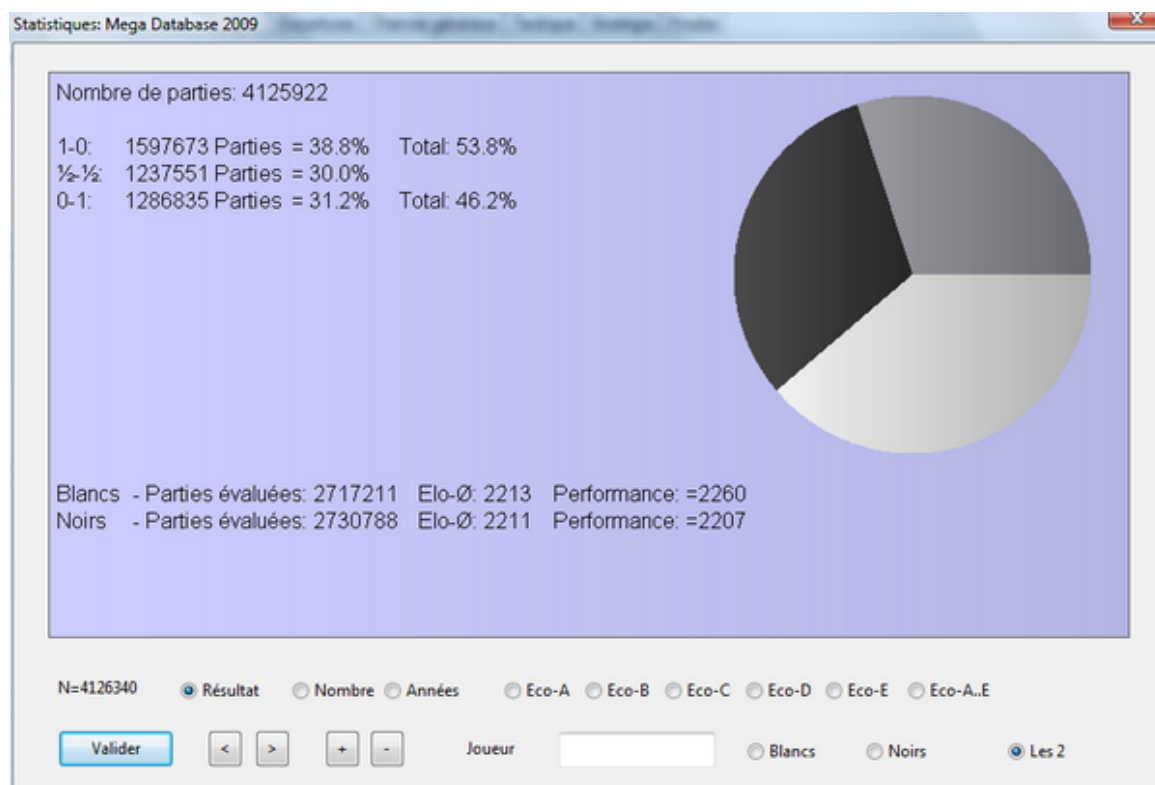 Statistiques: Mega Database 2009
Nombre de parties: 4125922
1-0: 1597673 Parties = 38.8% Total: 53.8%
½-½: 1237551 Parties = 30.0%
0-1: 1286835 Parties = 31.2% Total: 46.2%
Blancs - Parties évaluées: 2717211 Elo-Ø: 2213 Performance: =2260
Noirs - Parties évaluées: 2730788 Elo-Ø: 2211 Performance: =2207
N=4126340 Résultat Nombre Années Eco-A Eco-B Eco-C Eco-D Eco-E Eco-A..E
Valider < > + - Joueur Blancs Noirs Les 2